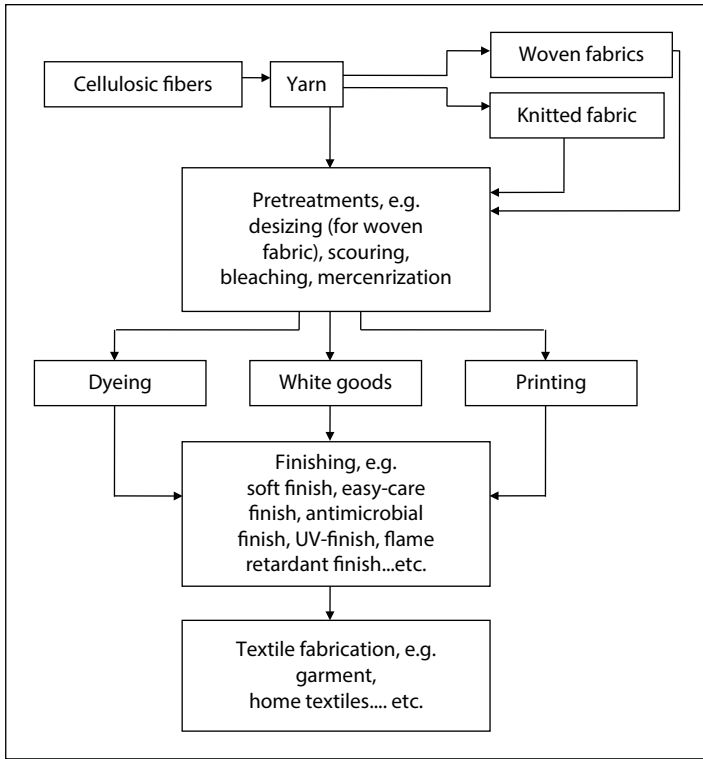 Cellulosic fibers
Yarn
Woven fabrics
Knitted fabric
Pretreatments, e.g.
desizing (for woven
fabric), scouring,
bleaching, mercenrization
Dyeing
White goods
Printing
Finishing, e.g.
soft finish, easy-care
finish, antimicrobial
finish, UV-finish, flame
retardant finish...etc.
Textile fabrication, e.g.
garment,
home textiles.... etc.